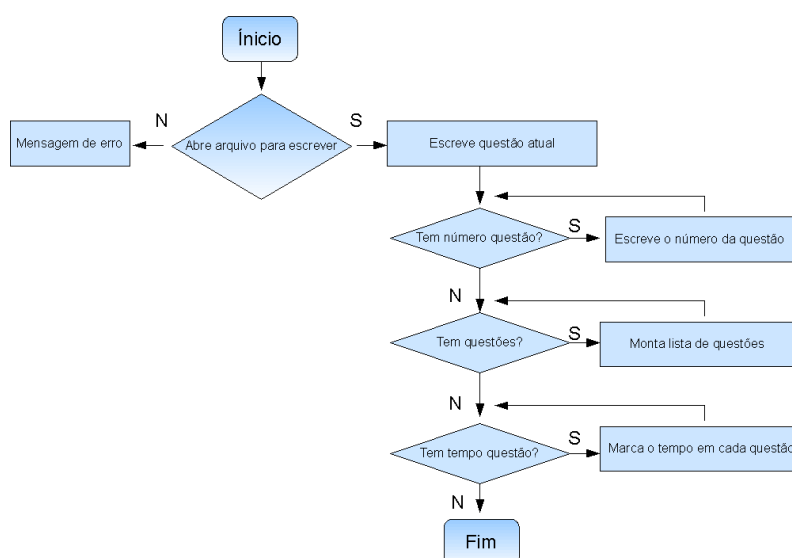 Ínicio
N
S
Mensagem de erro
Abre arquivo para escrever
Escreve questão atual
Tem número questão?
S
Escreve o número da questão
N
Tem questões?
S
Monta lista de questões
N
Tem tempo questão?
S
Marca o tempo em cada questão
N
Fim